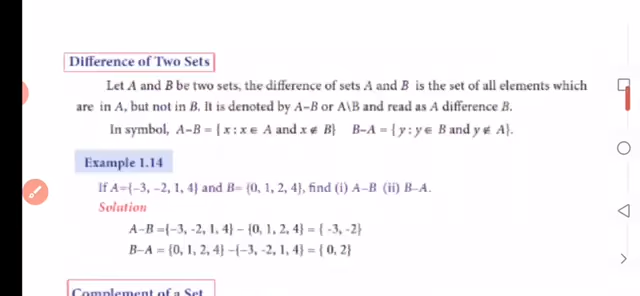 Difference of Two Sets
Let A and B be two sets, the difference of sets A and B is the set of all elements which
are in A, but not in B. It is denoted by A–B or A\B and read as A difference B.
In symbol, A–B = { x : x ∈ A and x ∉ B} B–A = { y : y ∈ B and y ∉ A}.
Example 1.14
If A={–3, –2, 1, 4} and B= {0, 1, 2, 4}, find (i) A–B (ii) B–A.
Solution
A–B ={–3, –2, 1, 4} – {0, 1, 2, 4} = { -3, –2}
B–A = {0, 1, 2, 4} –{–3, –2, 1, 4} = { 0, 2}
Complement of a Set